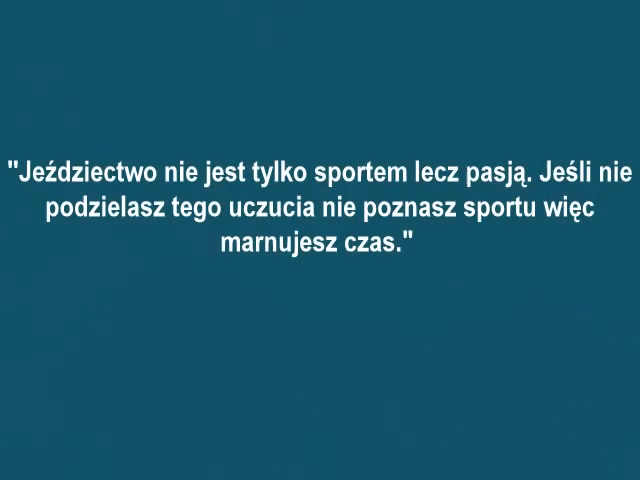 "Jeździectwo nie jest tylko sportem lecz pasją. Jeśli nie
podzielasz tego uczucia nie poznasz sportu więc
marnujesz czas."